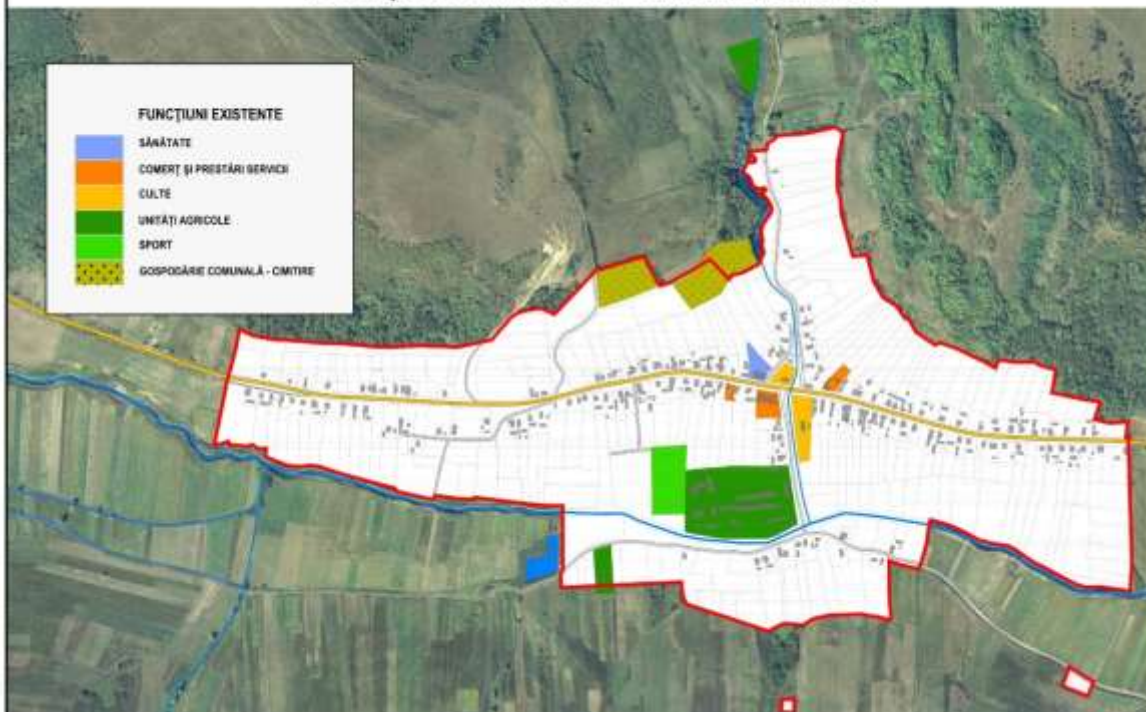 FUNCȚIUNI EXISTENTE
SĂNĂTATE
COMERȚ ȘI PRESTĂRI SERVICII
CULTE
UNITĂȚI AGRICOLE
SPORT
GOSPODĂRIE COMUNALĂ - CIMITIRE